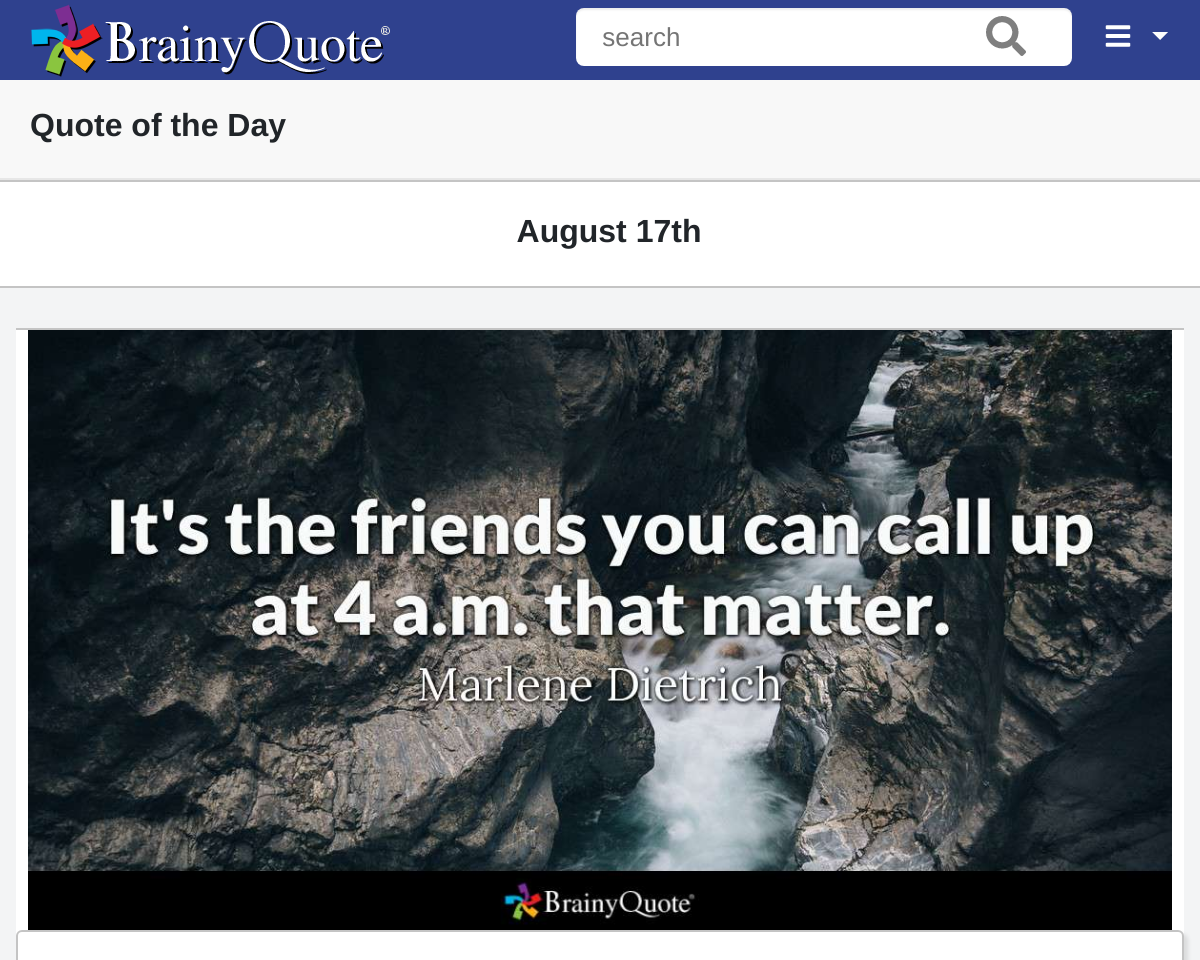 BrainyQuote®
search
Quote of the Day
August 17th
It's the friends you can call up
at 4 a.m. that matter.
Marlene Dietrich
BrainyQuote®